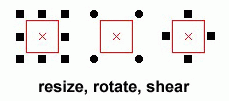 resize, rotate, shear